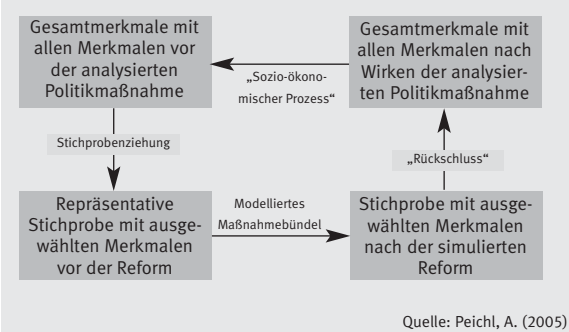 Gesamtmerkmale mit
allen Merkmalen vor
der analysierten
Politikmaßnahme
„Sozio-ökono-
mischer Prozess“
Gesamtmerkmale mit
allen Merkmalen nach
Wirken der analysier-
ten Politikmaßnahme
Stichprobenziehung
„Rückschluss“
Repräsentative
Stichprobe mit ausge-
wählten Merkmalen
vor der Reform
Modelliertes
Maßnahmebündel
Stichprobe mit ausge-
wählten Merkmalen
nach der simulierten
Reform
Quelle: Peichl, A. (2005)